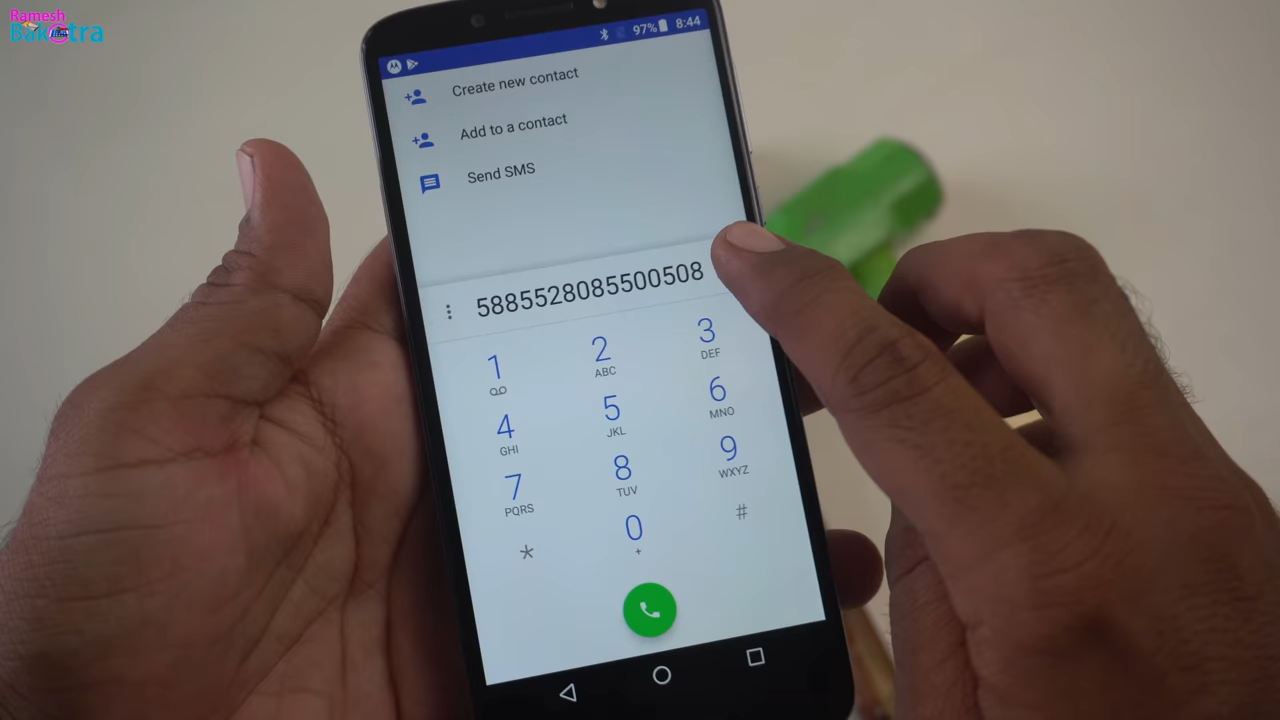 Ramesh
Bakotra
97% 8:44
Create new contact
Add to a contact
Send SMS
5885528085500508
1 2 3
ABC DEF
4 5 6
GHI JKL MNO
7 8 9
PQRS TUV WXYZ
* 0 #
+